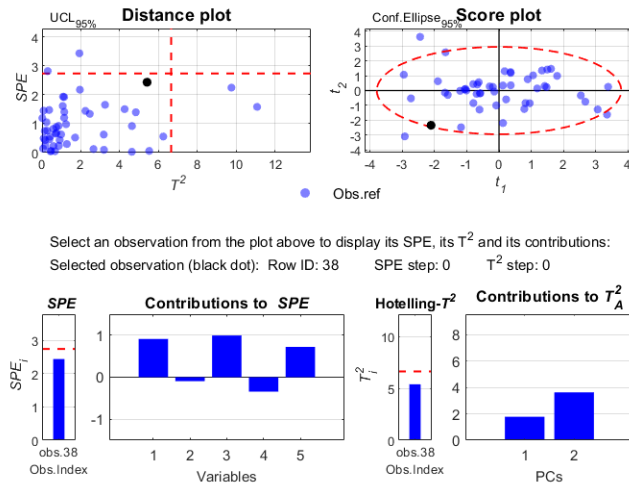 Distance plot
UCL95%
SPE
4
3
2
1
0
0 2 4 6 8 10 12
T2
Score plot
Conf.Ellipse95%
t2
4
3
2
1
0
-1
-2
-3
-4
-4 -3 -2 -1 0 1 2 3 4
t1
Obs.ref
Select an observation from the plot above to display its SPE, its T2 and its contributions:
Selected observation (black dot): Row ID: 38 SPE step: 0 T2 step: 0
SPE
SPEi
3
2
1
0
obs.38
Obs.Index
Contributions to SPE
1
0
-1
1 2 3 4 5
Variables
Hotelling-T2
Ti2
10
5
0
obs.38
Obs.Index
Contributions to TA2
8
6
4
2
0
1 2
PCs